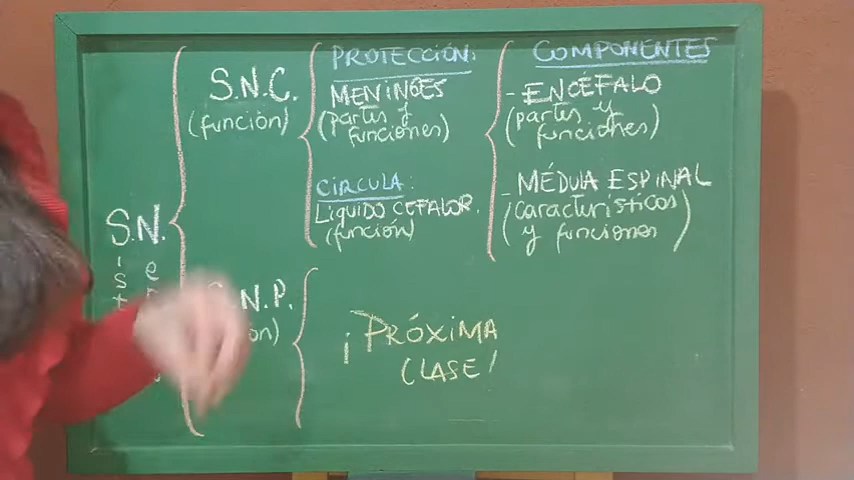 S.N.
S.N.C.
(función)
PROTECCIÓN:
MENINGES
(partes y
funciones)
CIRCULA:
LÍQUIDO CEFALOR.
(función)
COMPONENTES
- ENCÉFALO
(partes y
funciones)
- MÉDULA ESPINAL
(características
y funciones)
N.P.
¡PRÓXIMA
CLASE!